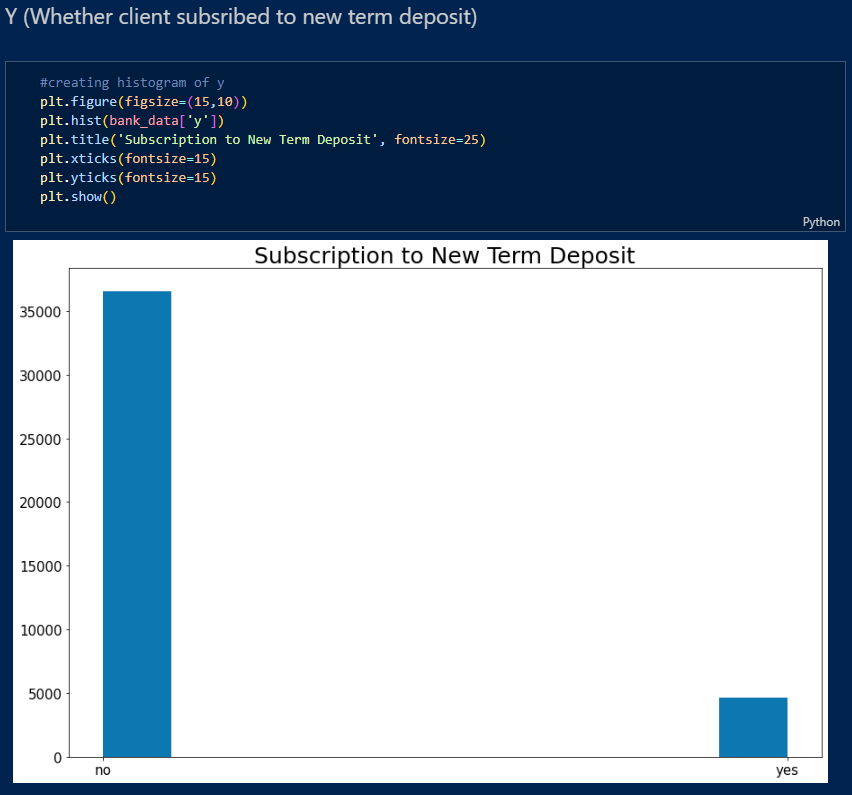 Y (Whether client subsribed to new term deposit)
#creating histogram of y
plt.figure(figsize=(15,10))
plt.hist(bank_data['y'])
plt.title('Subscription to New Term Deposit', fontsize=25)
plt.xticks(fontsize=15)
plt.yticks(fontsize=15)
plt.show()
Python
Subscription to New Term Deposit
35000
30000
25000
20000
15000
10000
5000
0
no yes